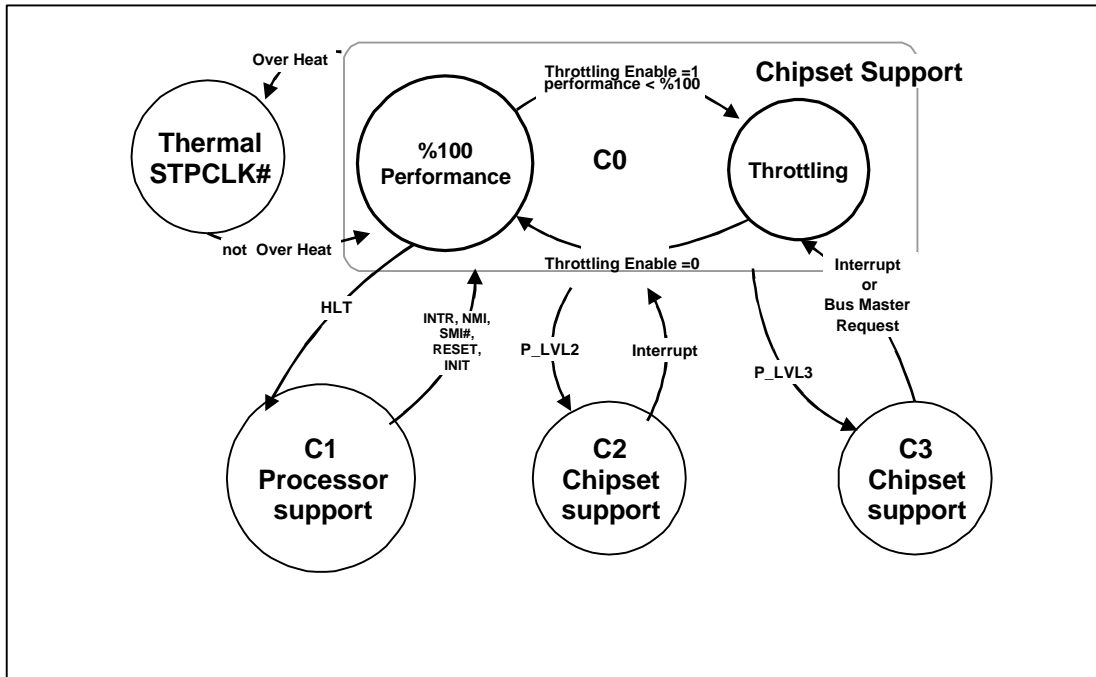 Over Heat
Throttling Enable =1
performance < %100
Chipset Support
Thermal
STPCLK#
%100
Performance
C0
Throttling
not Over Heat
Throttling Enable =0
Interrupt
or
Bus Master
Request
HLT
INTR, NMI,
SMI#,
RESET,
INIT
P_LVL2
Interrupt
P_LVL3
C1
Processor
support
C2
Chipset
support
C3
Chipset
support